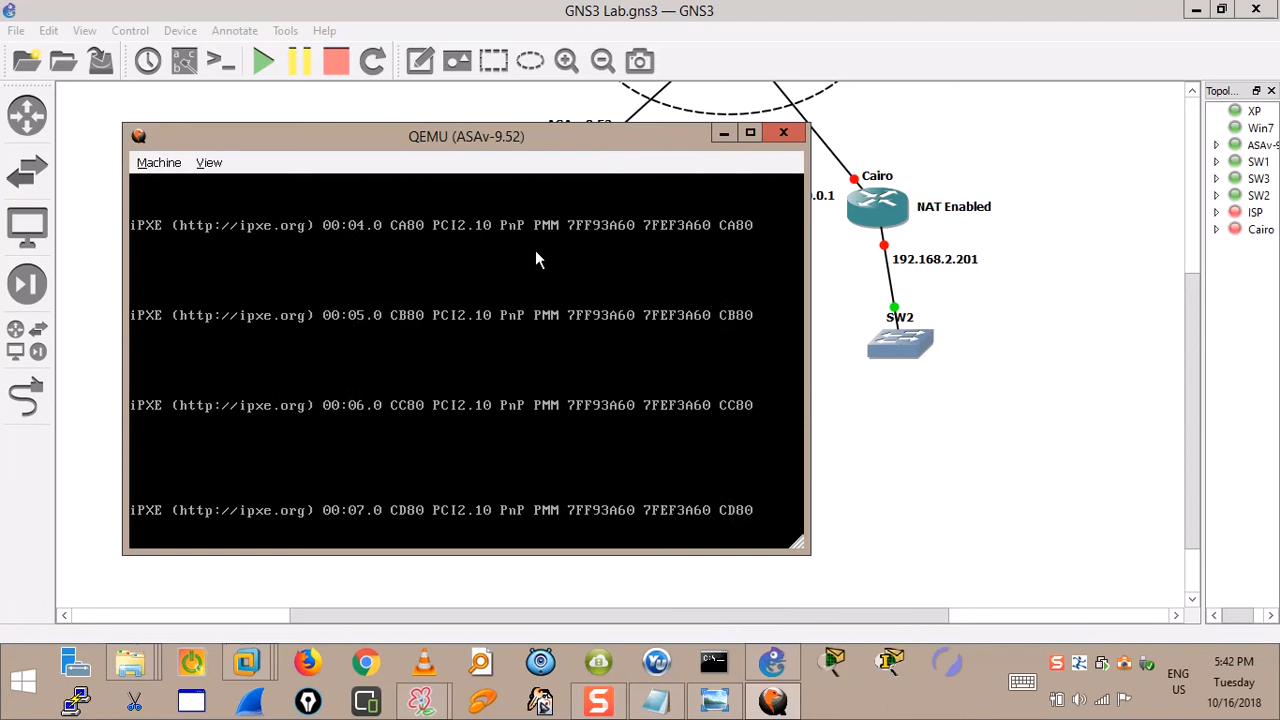 GNS3 Lab.gns3 — GNS3
File Edit View Control Device Annotate Tools Help
Topol...
XP
Win7
ASAv-9
SW1
SW3
SW2
ISP
Cairo
QEMU (ASAv-9.52)
Machine View
iPXE (http://ipxe.org) 00:04.0 CA80 PCI2.10 PnP PMM 7FF93A60 7FEF3A60 CA80
iPXE (http://ipxe.org) 00:05.0 CB80 PCI2.10 PnP PMM 7FF93A60 7FEF3A60 CB80
iPXE (http://ipxe.org) 00:06.0 CC80 PCI2.10 PnP PMM 7FF93A60 7FEF3A60 CC80
iPXE (http://ipxe.org) 00:07.0 CD80 PCI2.10 PnP PMM 7FF93A60 7FEF3A60 CD80
Cairo
.0.1
NAT Enabled
192.168.2.201
SW2
ENG
US
5:42 PM
Tuesday
10/16/2018